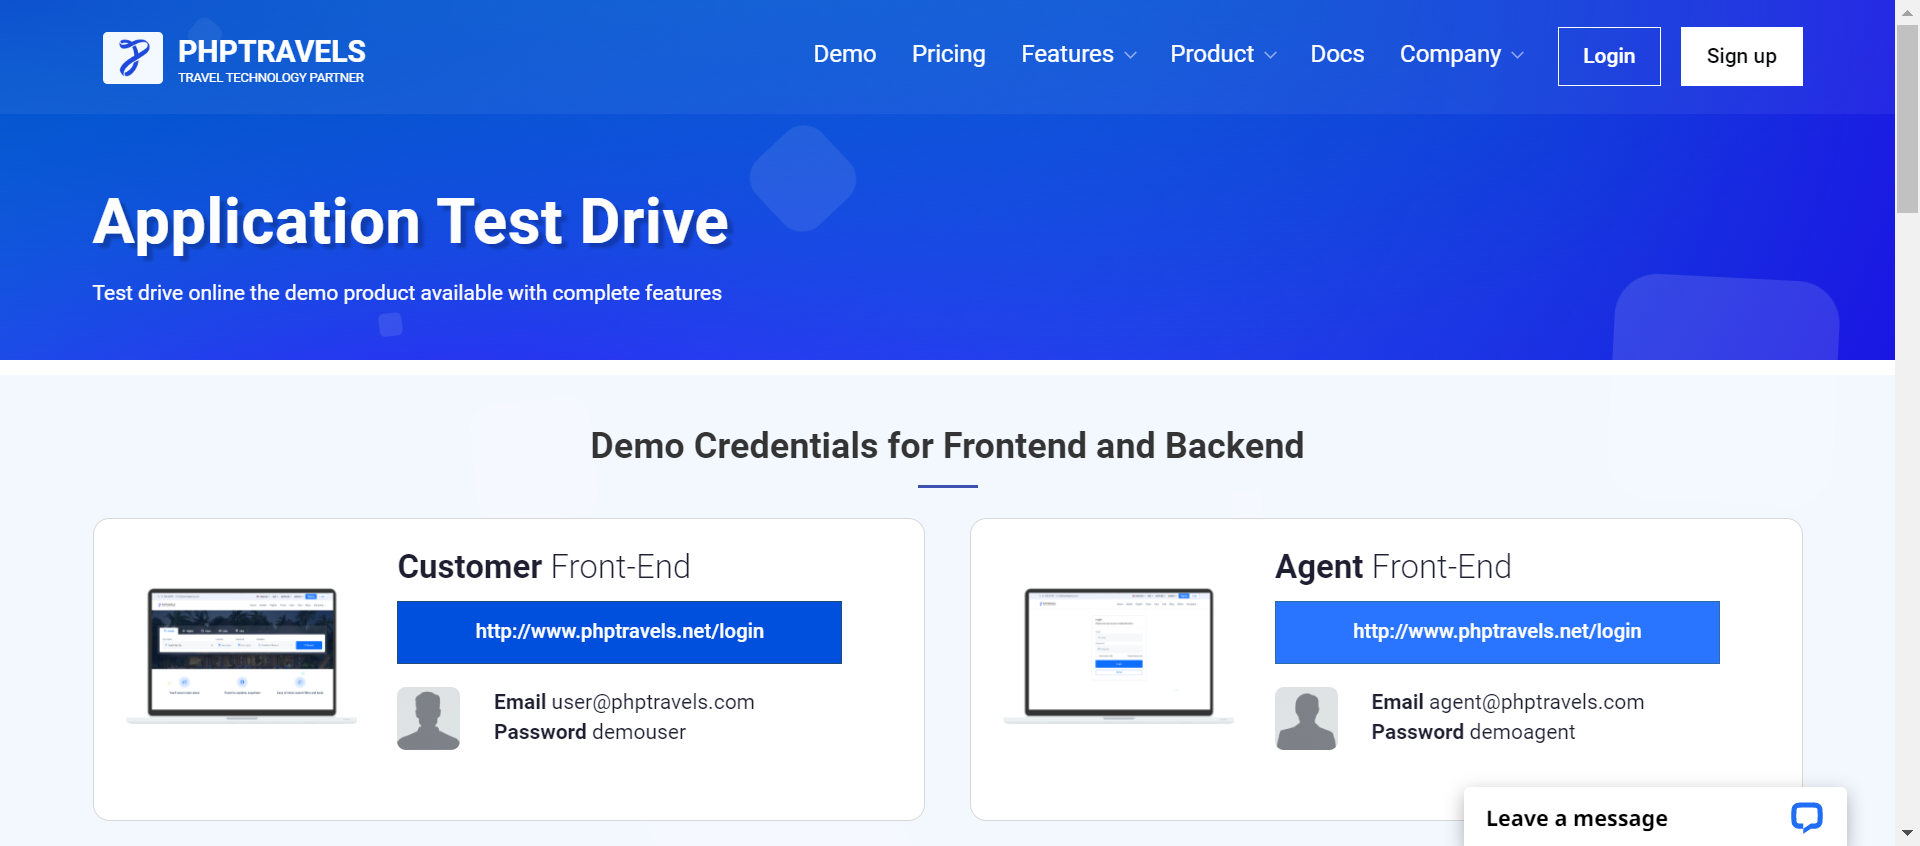 PHPTRAVELS
TRAVEL TECHNOLOGY PARTNER
Demo Pricing Features Product Docs Company Login Sign up
Application Test Drive
Test drive online the demo product available with complete features
Demo Credentials for Frontend and Backend
Customer Front-End
http://www.phptravels.net/login
Email user@phptravels.com
Password demouser
Agent Front-End
http://www.phptravels.net/login
Email agent@phptravels.com
Password demoagent
Leave a message